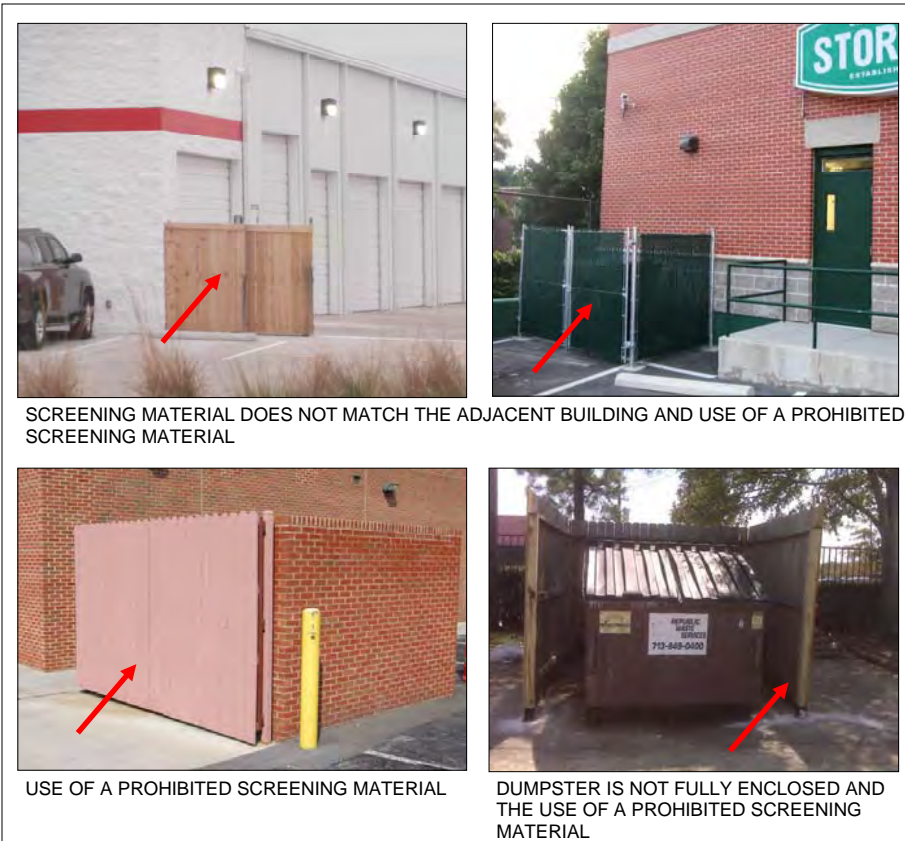 STOR
ESTABLISH
SCREENING MATERIAL DOES NOT MATCH THE ADJACENT BUILDING AND USE OF A PROHIBITED
SCREENING MATERIAL
REPUBLIC
WASTE
SERVICES
713-849-0400
USE OF A PROHIBITED SCREENING MATERIAL
DUMPSTER IS NOT FULLY ENCLOSED AND
THE USE OF A PROHIBITED SCREENING
MATERIAL